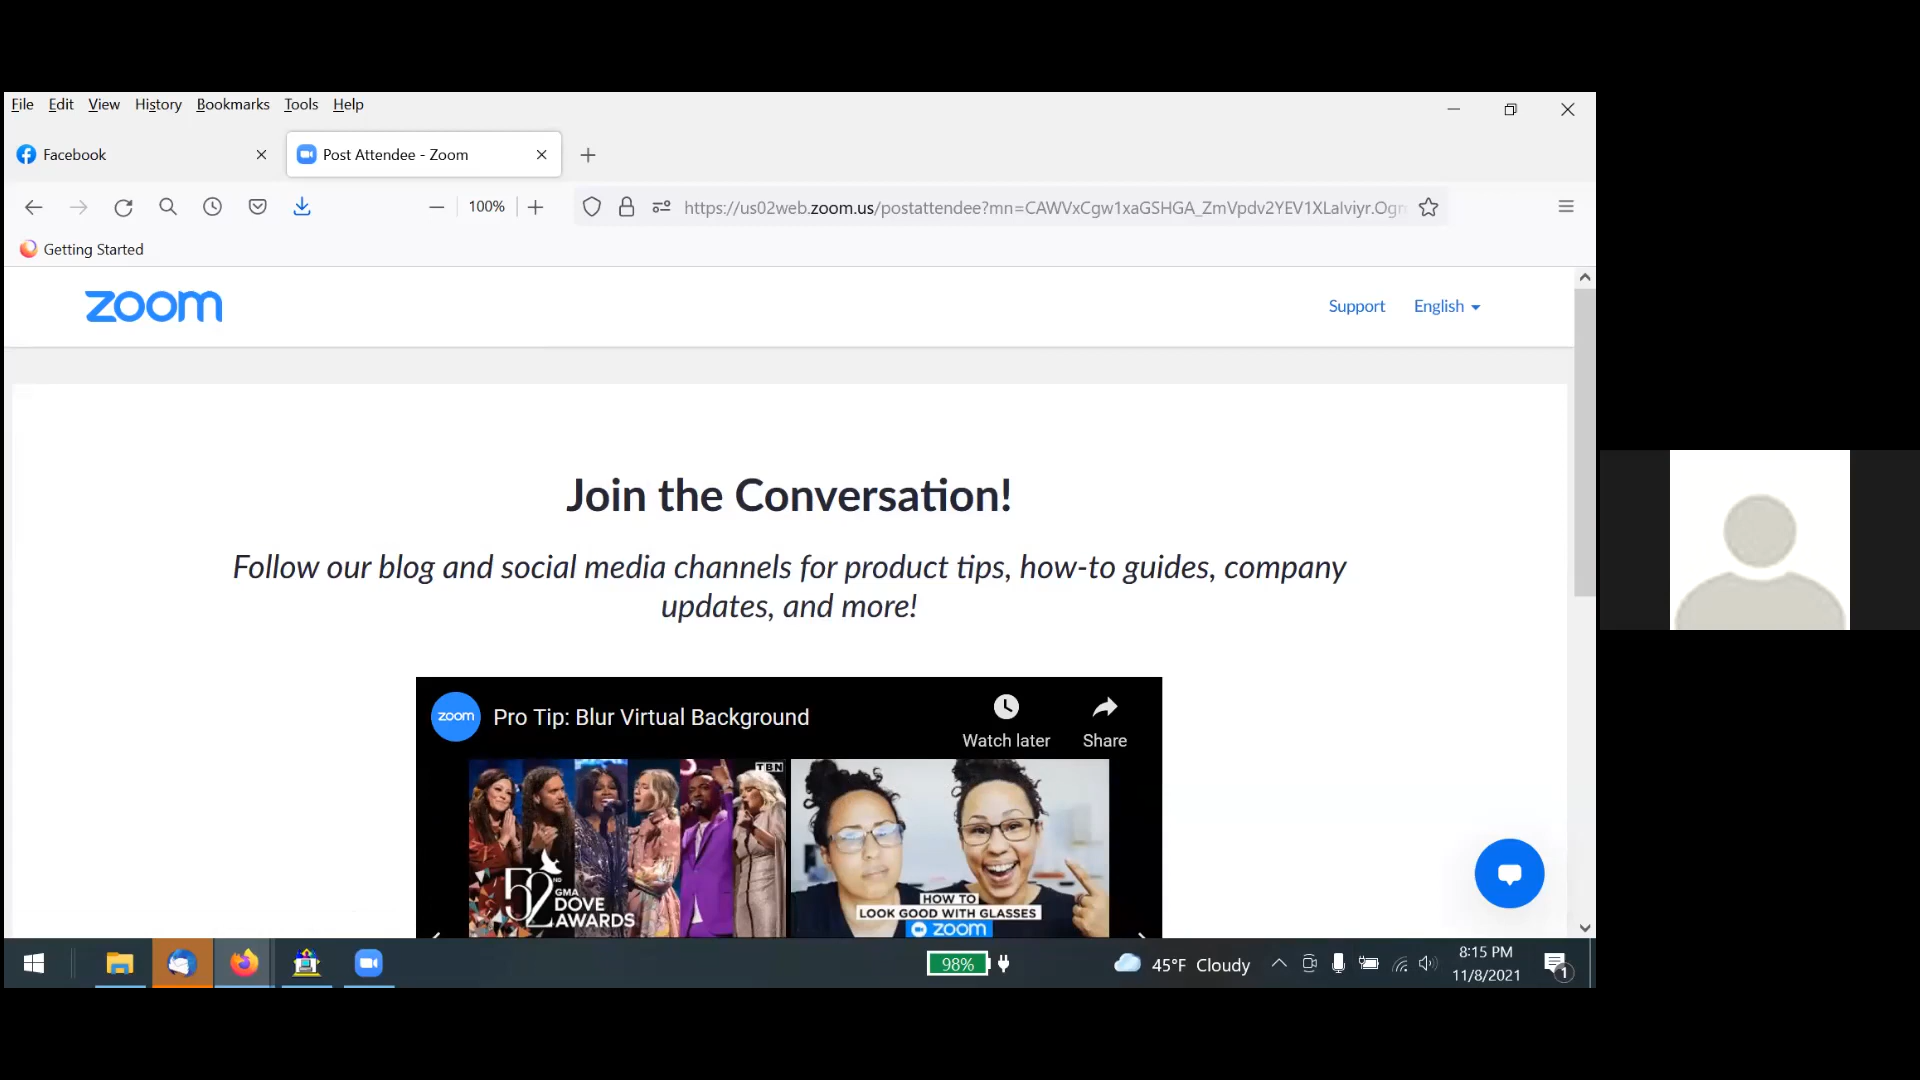 File Edit View History Bookmarks Tools Help
Facebook
Post Attendee - Zoom
100%
https://us02web.zoom.us/postattendee?mn=CAWVxCgw1xaGSHGA_ZmVpdv2YEV1XLalviyr.Ogr
Getting Started
zoom
Support English
Join the Conversation!
Follow our blog and social media channels for product tips, how-to guides, company
updates, and more!
zoom
Pro Tip: Blur Virtual Background
Watch later
Share
TBN
52ND
GMA
DOVE
AWARDS
HOW TO
LOOK GOOD WITH GLASSES
zoom
98%
45°F Cloudy
8:15 PM
11/8/2021
1